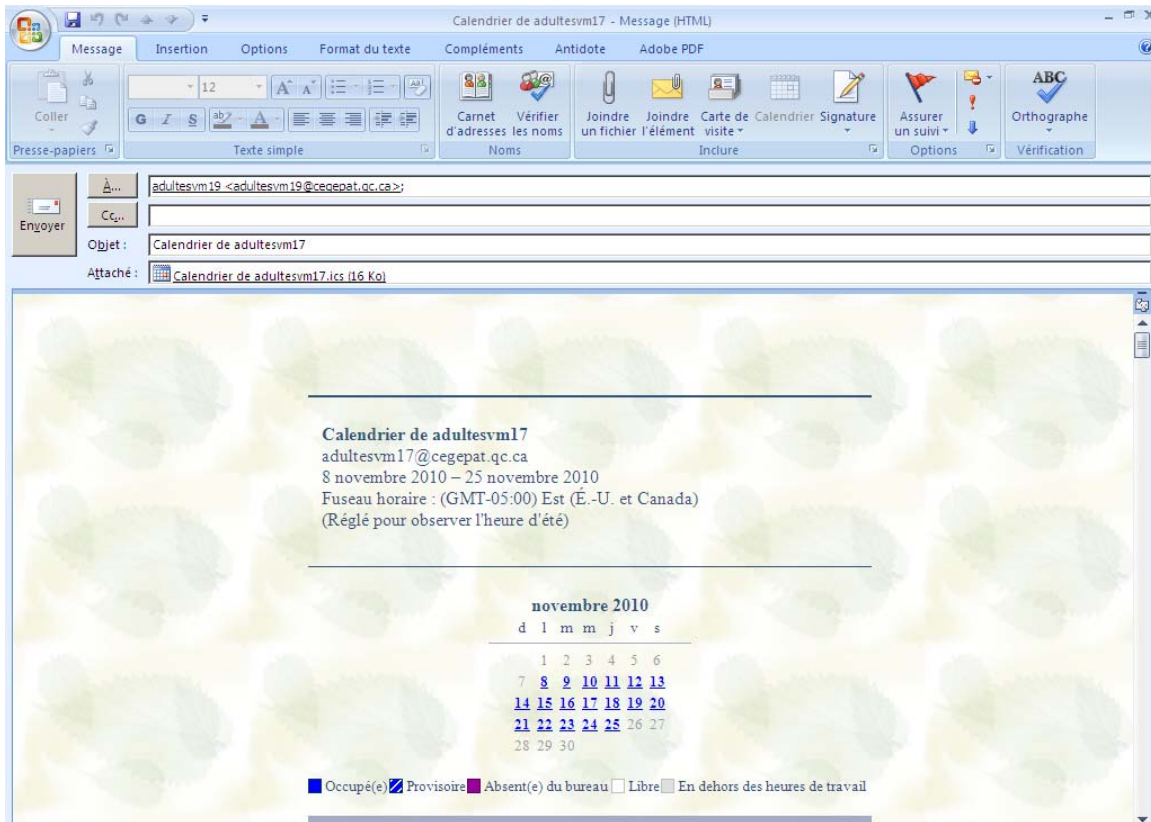 Calendrier de adultesvm17 - Message (HTML)
Message Insertion Options Format du texte Compléments Antidote Adobe PDF
Coller
12
G I S
Carnet d'adresses
Vérifier les noms
Joindre un fichier
Joindre l'élément
Carte de visite
Calendrier
Signature
Assurer un suivi
ABC
Orthographe
Presse-papiers Texte simple Noms Inclure Options Vérification
Envoyer
À... adultesvm19 <adultesvm19@cegepat.qc.ca>;
Cc...
Objet : Calendrier de adultesvm17
Attaché : Calendrier de adultesvm17.ics (16 Ko)
Calendrier de adultesvm17
adultesvm17@cegepat.qc.ca
8 novembre 2010 – 25 novembre 2010
Fuseau horaire : (GMT-05:00) Est (É.-U. et Canada)
(Réglé pour observer l'heure d'été)
novembre 2010
d l m m j v s
1 2 3 4 5 6
7 8 9 10 11 12 13
14 15 16 17 18 19 20
21 22 23 24 25 26 27
28 29 30
Occupé(e) Provisoire Absent(e) du bureau Libre En dehors des heures de travail